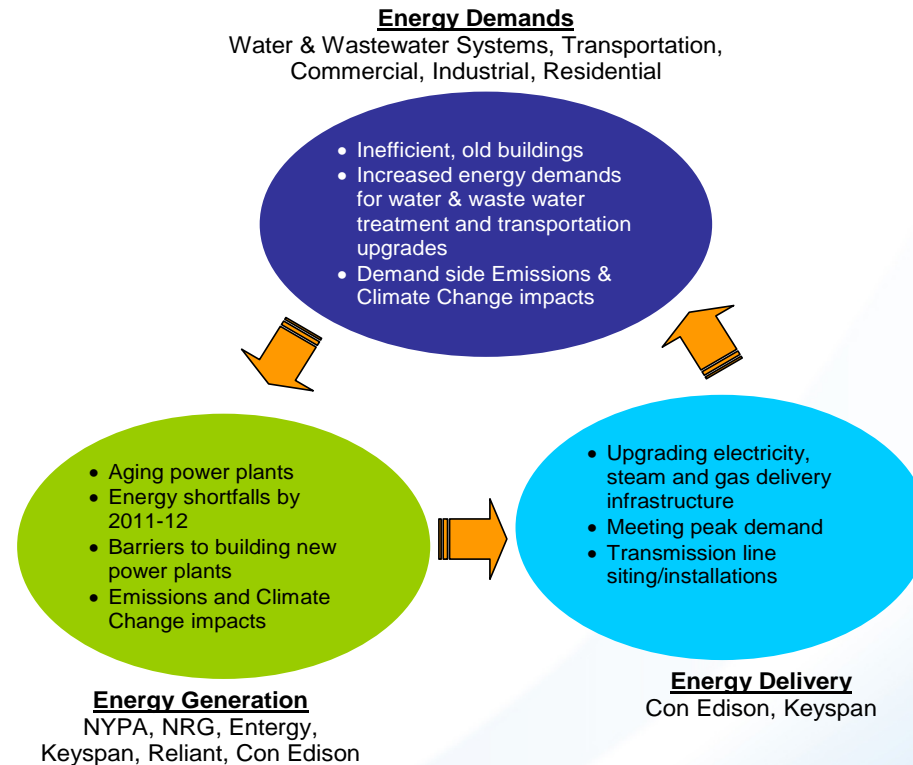 Energy Demands
Water & Wastewater Systems, Transportation,
Commercial, Industrial, Residential
• Inefficient, old buildings
• Increased energy demands
for water & waste water
treatment and transportation
upgrades
• Demand side Emissions &
Climate Change impacts
• Aging power plants
• Energy shortfalls by
2011-12
• Barriers to building new
power plants
• Emissions and Climate
Change impacts
• Upgrading electricity,
steam and gas delivery
infrastructure
• Meeting peak demand
• Transmission line
siting/installations
Energy Generation
NYPA, NRG, Entergy,
Keyspan, Reliant, Con Edison
Energy Delivery
Con Edison, Keyspan